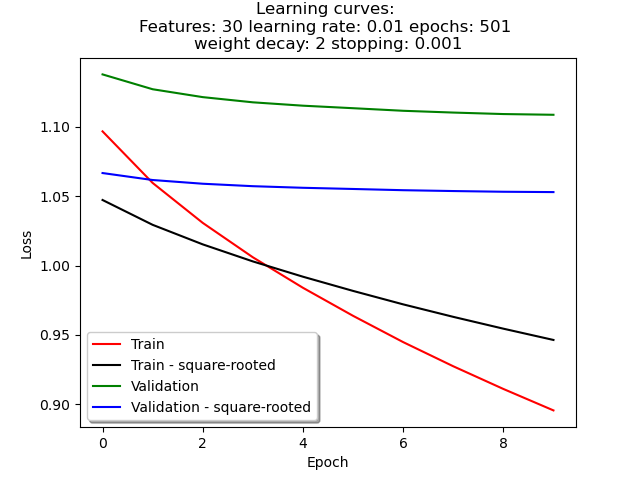 Learning curves:
Features: 30 learning rate: 0.01 epochs: 501
weight decay: 2 stopping: 0.001
1.10
1.05
1.00
0.95
0.90
Loss
Train
Train - square-rooted
Validation
Validation - square-rooted
0 2 4 6 8
Epoch